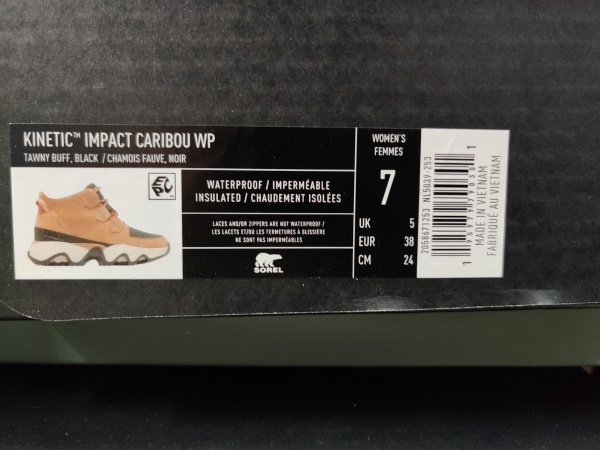 KINETIC™ IMPACT CARIBOU WP
TAWNY BUFF, BLACK / CHAMOIS FAUVE, NOIR
WATERPROOF / IMPERMÉABLE
INSULATED / CHAUDEMENT ISOLÉES
LACES AND/OR ZIPPERS ARE NOT WATERPROOF /
LES LACETS ET/OU LES FERMETURES À GLISSIÈRE
NE SONT PAS IMPERMÉABLES
SOREL
WOMEN'S
FEMMES
7
UK 5
EUR 38
CM 24
2058671253 NL5039-253
MADE IN VIETNAM
FABRIQUÉ AU VIETNAM